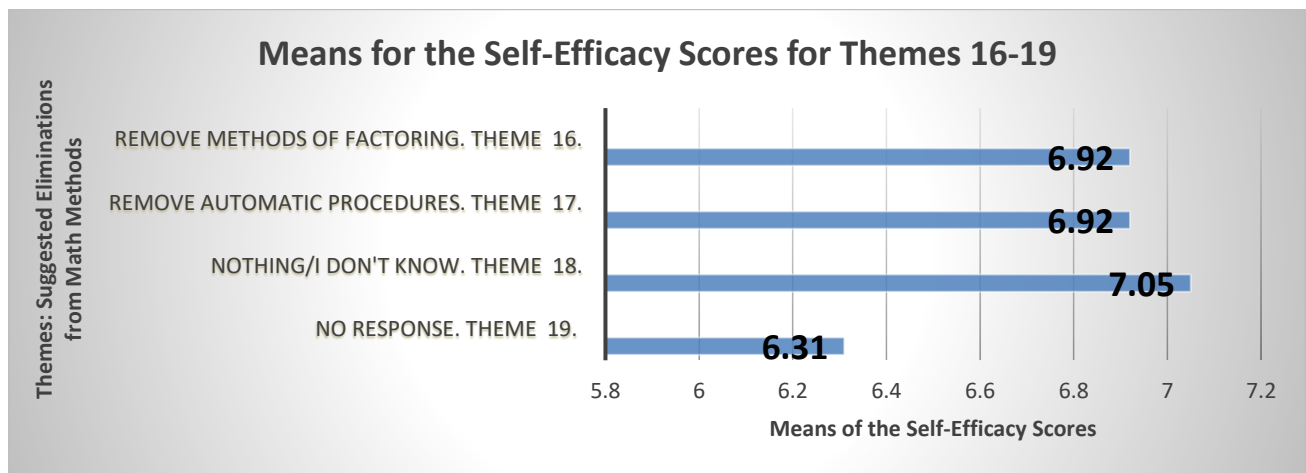 Means for the Self-Efficacy Scores for Themes 16-19
Themes: Suggested Eliminations
from Math Methods
REMOVE METHODS OF FACTORING. THEME 16.
6.92
REMOVE AUTOMATIC PROCEDURES. THEME 17.
6.92
NOTHING/I DON'T KNOW. THEME 18.
7.05
NO RESPONSE. THEME 19.
6.31
5.8 6 6.2 6.4 6.6 6.8 7 7.2
Means of the Self-Efficacy Scores